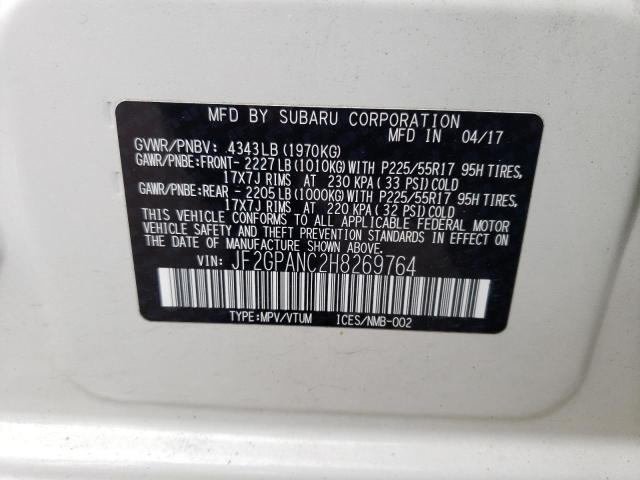 MFD BY SUBARU CORPORATION
MFD IN 04/17
GVWR/PNBV: 4343LB(1970KG)
GAWR/PNBE:FRONT- 2227LB(1010KG)WITH P225/55R17 95H TIRES,
17X7J RIMS AT 230 KPA(33 PSI)COLD
GAWR/PNBE:REAR - 2205LB(1000KG)WITH P225/55R17 95H TIRES,
17X7J RIMS AT 220 KPA(32 PSI)COLD
THIS VEHICLE CONFORMS TO ALL APPLICABLE FEDERAL MOTOR
VEHICLE SAFETY AND THEFT PREVENTION STANDARDS IN EFFECT ON
THE DATE OF MANUFACTURE SHOWN ABOVE.
VIN: JF2GPANC2H8269764
TYPE:MPV/VTUM ICES/NMB-002